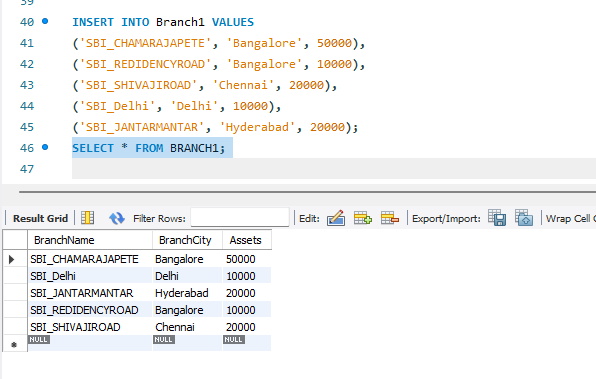 39
40 INSERT INTO Branch1 VALUES
41 ('SBI_CHAMARAJAPETE', 'Bangalore', 50000),
42 ('SBI_REDIDENCYROAD', 'Bangalore', 10000),
43 ('SBI_SHIVAJIROAD', 'Chennai', 20000),
44 ('SBI_Delhi', 'Delhi', 10000),
45 ('SBI_JANTARMANTAR', 'Hyderabad', 20000);
46 SELECT * FROM BRANCH1;
47
Result Grid Filter Rows: Edit: Export/Import: Wrap Cell
BranchName BranchCity Assets
SBI_CHAMARAJAPETE Bangalore 50000
SBI_Delhi Delhi 10000
SBI_JANTARMANTAR Hyderabad 20000
SBI_REDIDENCYROAD Bangalore 10000
SBI_SHIVAJIROAD Chennai 20000
NULL NULL NULL